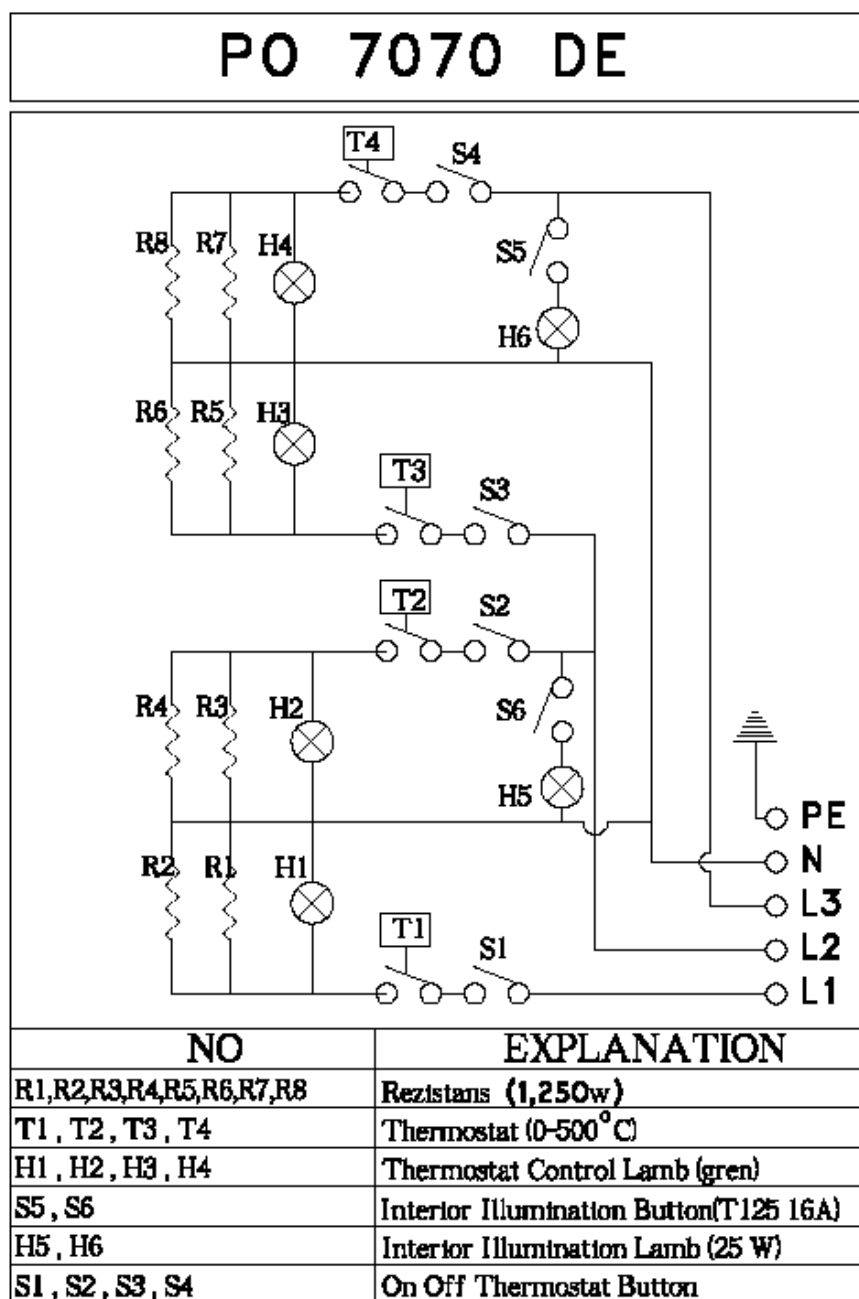 PO 7070 DE
T4 S4
R8 R7 H4 S5
H6
R6 R5 H3
T3 S3
T2 S2
R4 R3 H2 S6
H5
PE
N
R2 R1 H1
L3
T1 S1
L2
L1
NO EXPLANATION
R1,R2,R3,R4,R5,R6,R7,R8 Rezistans (1,250w)
T1 , T2 , T3 , T4 Thermostat (0-500°C)
H1 , H2 , H3 , H4 Thermostat Control Lamb (gren)
S5 , S6 Interior Illumination Button(T125 16A)
H5 , H6 Interior Illumination Lamb (25 W)
S1 , S2 , S3 , S4 On Off Thermostat Button